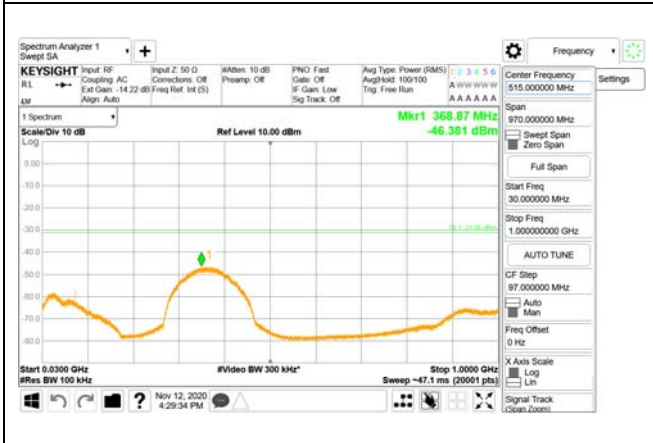 Spectrum Analyzer 1
Swept SA
+
Frequency
KEYSIGHT
Input: RF
Coupling: AC
Ext Gain: -14.22 dB
Align: Auto
Input Z: 50 Ω
Corrections: Off
Freq Ref: Int (S)
#Atten: 10 dB
Preamp: Off
PNO: Fast
Gate: Off
IF Gain: Low
Sig Track: Off
Avg Type: Power (RMS)
Avg|Hold: 100/100
Trig: Free Run
1 2 3 4 5 6
A W W W W W
A A A A A A
RL
1 Spectrum
Mkr1 368.87 MHz
-46.381 dBm
Scale/Div 10 dB
Ref Level 10.00 dBm
Log
0.00
-10.0
-20.0
-30.0
-40.0
-50.0
-60.0
-70.0
-80.0
1
Start 0.0300 GHz
#Video BW 300 kHz*
Stop 1.0000 GHz
#Res BW 100 kHz
Sweep ~47.1 ms (20001 pts)
Nov 12, 2020
4:29:34 PM
Center Frequency
515.000000 MHz
Settings
Span
970.000000 MHz
Swept Span
Zero Span
Full Span
Start Freq
30.000000 MHz
Stop Freq
1.000000000 GHz
AUTO TUNE
CF Step
97.000000 MHz
Auto
Man
Freq Offset
0 Hz
X Axis Scale
Log
Lin
Signal Track
(Span Zoom)